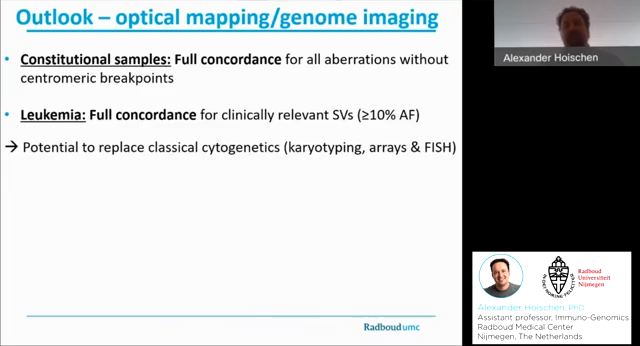 Outlook – optical mapping/genome imaging
• Constitutional samples: Full concordance for all aberrations without
centromeric breakpoints
• Leukemia: Full concordance for clinically relevant SVs (≥10% AF)
→ Potential to replace classical cytogenetics (karyotyping, arrays & FISH)
Radboudumc
Alexander Hoischen
Radboud
Universiteit
Nijmegen
Alexander Hoischen, PhD
Assistant professor, Immuno-Genomics
Radboud Medical Center
Nijmegen, The Netherlands